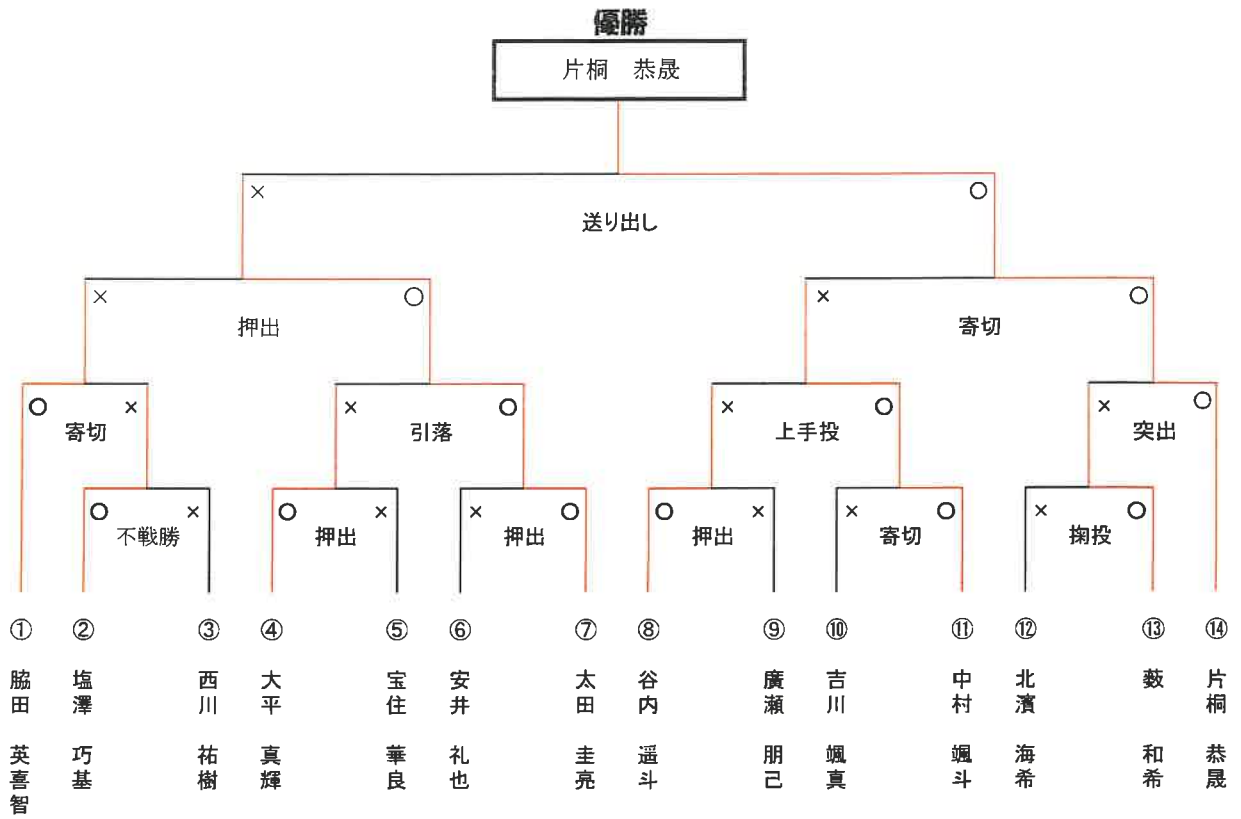 優勝
片桐 恭晟
× ○
送り出し
× ○ × ○
押出 寄切
○ × × ○ × ○ × ○
寄切 引落 上手投 突出
○ × ○ × × ○ ○ × × ○ × ○
不戦勝 押出 押出 押出 寄切 掬投
① ② ③ ④ ⑤ ⑥ ⑦ ⑧ ⑨ ⑩ ⑪ ⑫ ⑬ ⑭
脇田 英喜智
塩澤 巧基
西川 祐樹
大平 真輝
宝住 華良
安井 礼也
太田 圭亮
谷内 遥斗
廣瀬 朋己
吉川 颯真
中村 颯斗
北濱 海希
薮 和希
片桐 恭晟